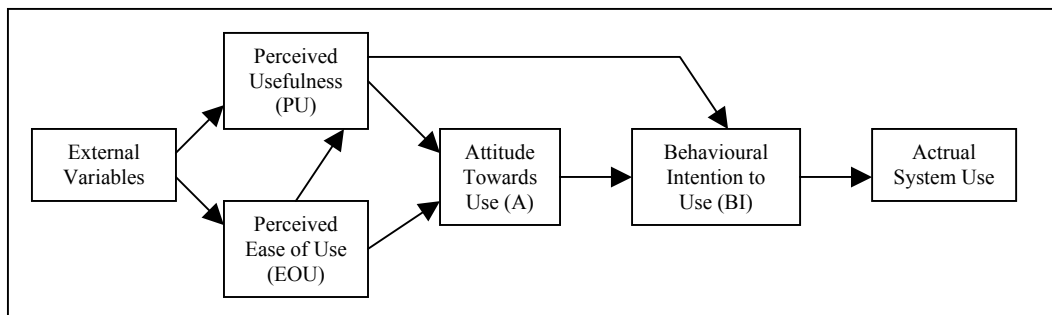 External
Variables
Perceived
Usefulness
(PU)
Perceived
Ease of Use
(EOU)
Attitude
Towards
Use (A)
Behavioural
Intention to
Use (BI)
Actrual
System Use